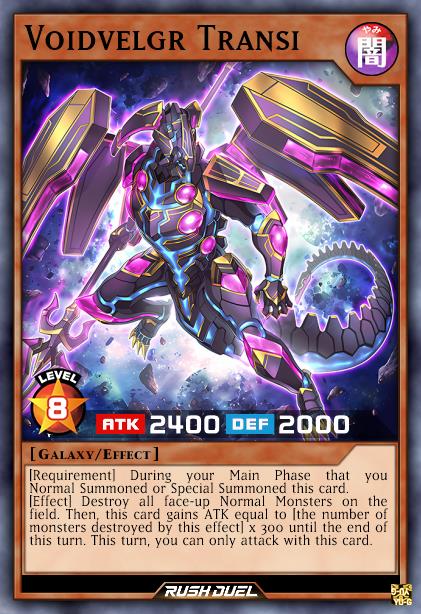 Voidvelgr Transi
やみ
闇
LEVEL
8
ATK 2400 DEF 2000
[ Galaxy/Effect ]
[Requirement] During your Main Phase that you
Normal Summoned or Special Summoned this card.
[Effect] Destroy all face-up Normal Monsters on the
field. Then, this card gains ATK equal to [the number of
monsters destroyed by this effect] x 300 until the end of
this turn. This turn, you can only attack with this card.
RUSH DUEL